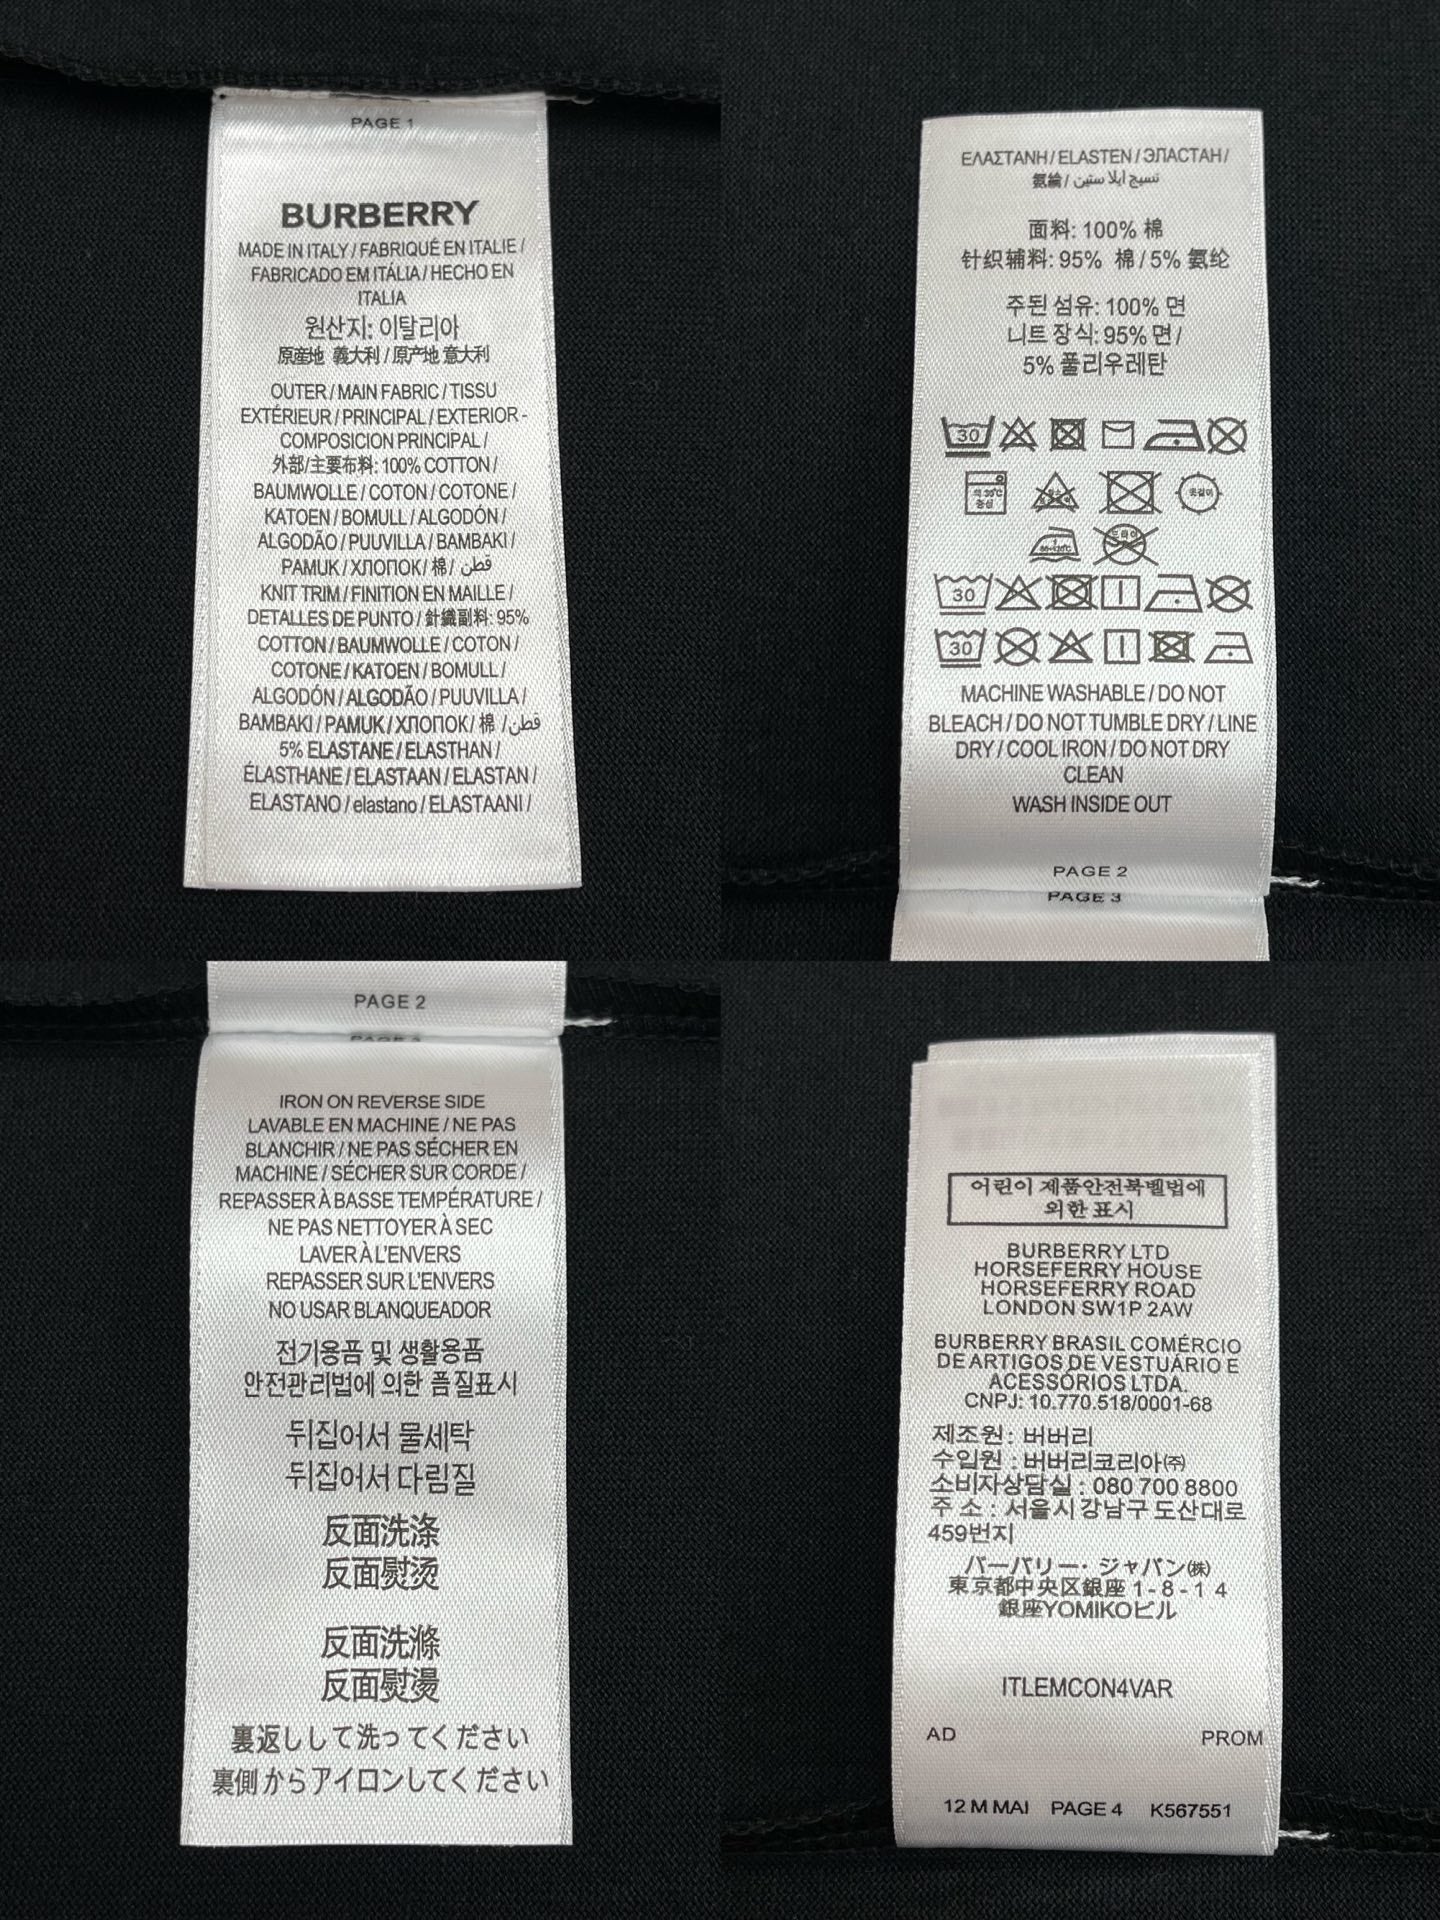 PAGE 1
BURBERRY
MADE IN ITALY / FABRIQUÉ EN ITALIE /
FABRICADO EM ITÁLIA / HECHO EN
ITALIA
원산지: 이탈리아
原産地 義大利 / 原产地 意大利
OUTER / MAIN FABRIC / TISSU
EXTÉRIEUR / PRINCIPAL / EXTERIOR -
COMPOSICION PRINCIPAL /
外部/主要布料: 100% COTTON /
BAUMWOLLE / COTON / COTONE /
KATOEN / BOMULL / ALGODÓN /
ALGODÃO / PUUVILLA / BAMBAKI /
PAMUK / ХЛОПОК / 棉 / قطن
KNIT TRIM / FINITION EN MAILLE /
DETALLES DE PUNTO / 針織副料: 95%
COTTON / BAUMWOLLE / COTON /
COTONE / KATOEN / BOMULL /
ALGODÓN / ALGODÃO / PUUVILLA /
BAMBAKI / PAMUK / ХЛОПОК / 棉 / قطن
5% ELASTANE / ELASTHAN /
ÉLASTHANE / ELASTAAN / ELASTAN /
ELASTANO / elastano / ELASTAANI /
ΕΛΑΣΤΑΝΗ / ELASTEN / ЭЛАСТАН /
氨綸 / نسيج ايلا ستين
面料: 100% 棉
针织辅料: 95% 棉 / 5% 氨纶
주된 섬유: 100% 면
니트 장식: 95% 면 /
5% 폴리우레탄
30
30
30
MACHINE WASHABLE / DO NOT
BLEACH / DO NOT TUMBLE DRY / LINE
DRY / COOL IRON / DO NOT DRY
CLEAN
WASH INSIDE OUT
PAGE 2
PAGE 3
PAGE 2
PAGE 3
IRON ON REVERSE SIDE
LAVABLE EN MACHINE / NE PAS
BLANCHIR / NE PAS SÉCHER EN
MACHINE / SÉCHER SUR CORDE /
REPASSER À BASSE TEMPÉRATURE /
NE PAS NETTOYER À SEC
LAVER À L'ENVERS
REPASSER SUR L'ENVERS
NO USAR BLANQUEADOR
전기용품 및 생활용품
안전관리법에 의한 품질표시
뒤집어서 물세탁
뒤집어서 다림질
反面洗涤
反面熨烫
反面洗滌
反面熨燙
裏返しして洗ってください
裏側からアイロンしてください
어린이 제품안전특별법에
의한 표시
BURBERRY LTD
HORSEFERRY HOUSE
HORSEFERRY ROAD
LONDON SW1P 2AW
BURBERRY BRASIL COMÉRCIO
DE ARTIGOS DE VESTUÁRIO E
ACESSÓRIOS LTDA.
CNPJ: 10.770.518/0001-68
제조원 : 버버리
수입원 : 버버리코리아㈜
소비자상담실 : 080 700 8800
주 소 : 서울시 강남구 도산대로
459번지
バーバリー・ジャパン㈱
東京都中央区銀座 1 - 8 - 1 4
銀座YOMIKOビル
ITLEMCON4VAR
AD PROM
12 M MAI PAGE 4 K567551